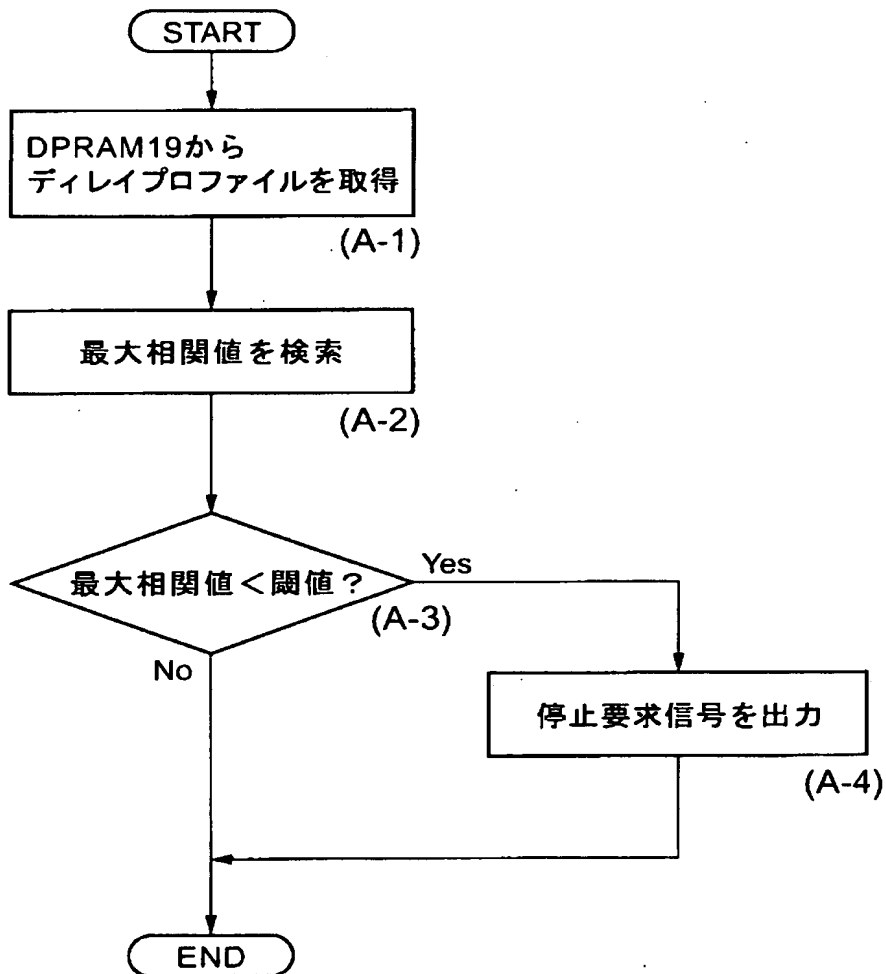 START
DPRAM19から
ディレイプロファイルを取得
(A-1)
最大相関値を検索
(A-2)
最大相関値<閾値?
Yes
(A-3)
No
停止要求信号を出力
(A-4)
END